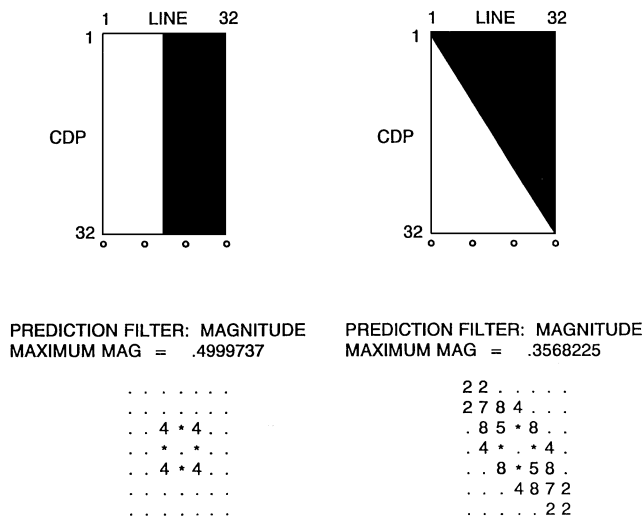 1 LINE 32
1
CDP
32
PREDICTION FILTER: MAGNITUDE
MAXIMUM MAG = .4999737
. . . . . . .
. . . . . . .
. . 4 * 4 . .
. . * . * . .
. . 4 * 4 . .
. . . . . . .
. . . . . . .
1 LINE 32
1
CDP
32
PREDICTION FILTER: MAGNITUDE
MAXIMUM MAG = .3568225
2 2 . . . . .
2 7 8 4 . . .
. 8 5 * 8 . .
. 4 * . * 4 .
. . 8 * 5 8 .
. . . 4 8 7 2
. . . . . 2 2